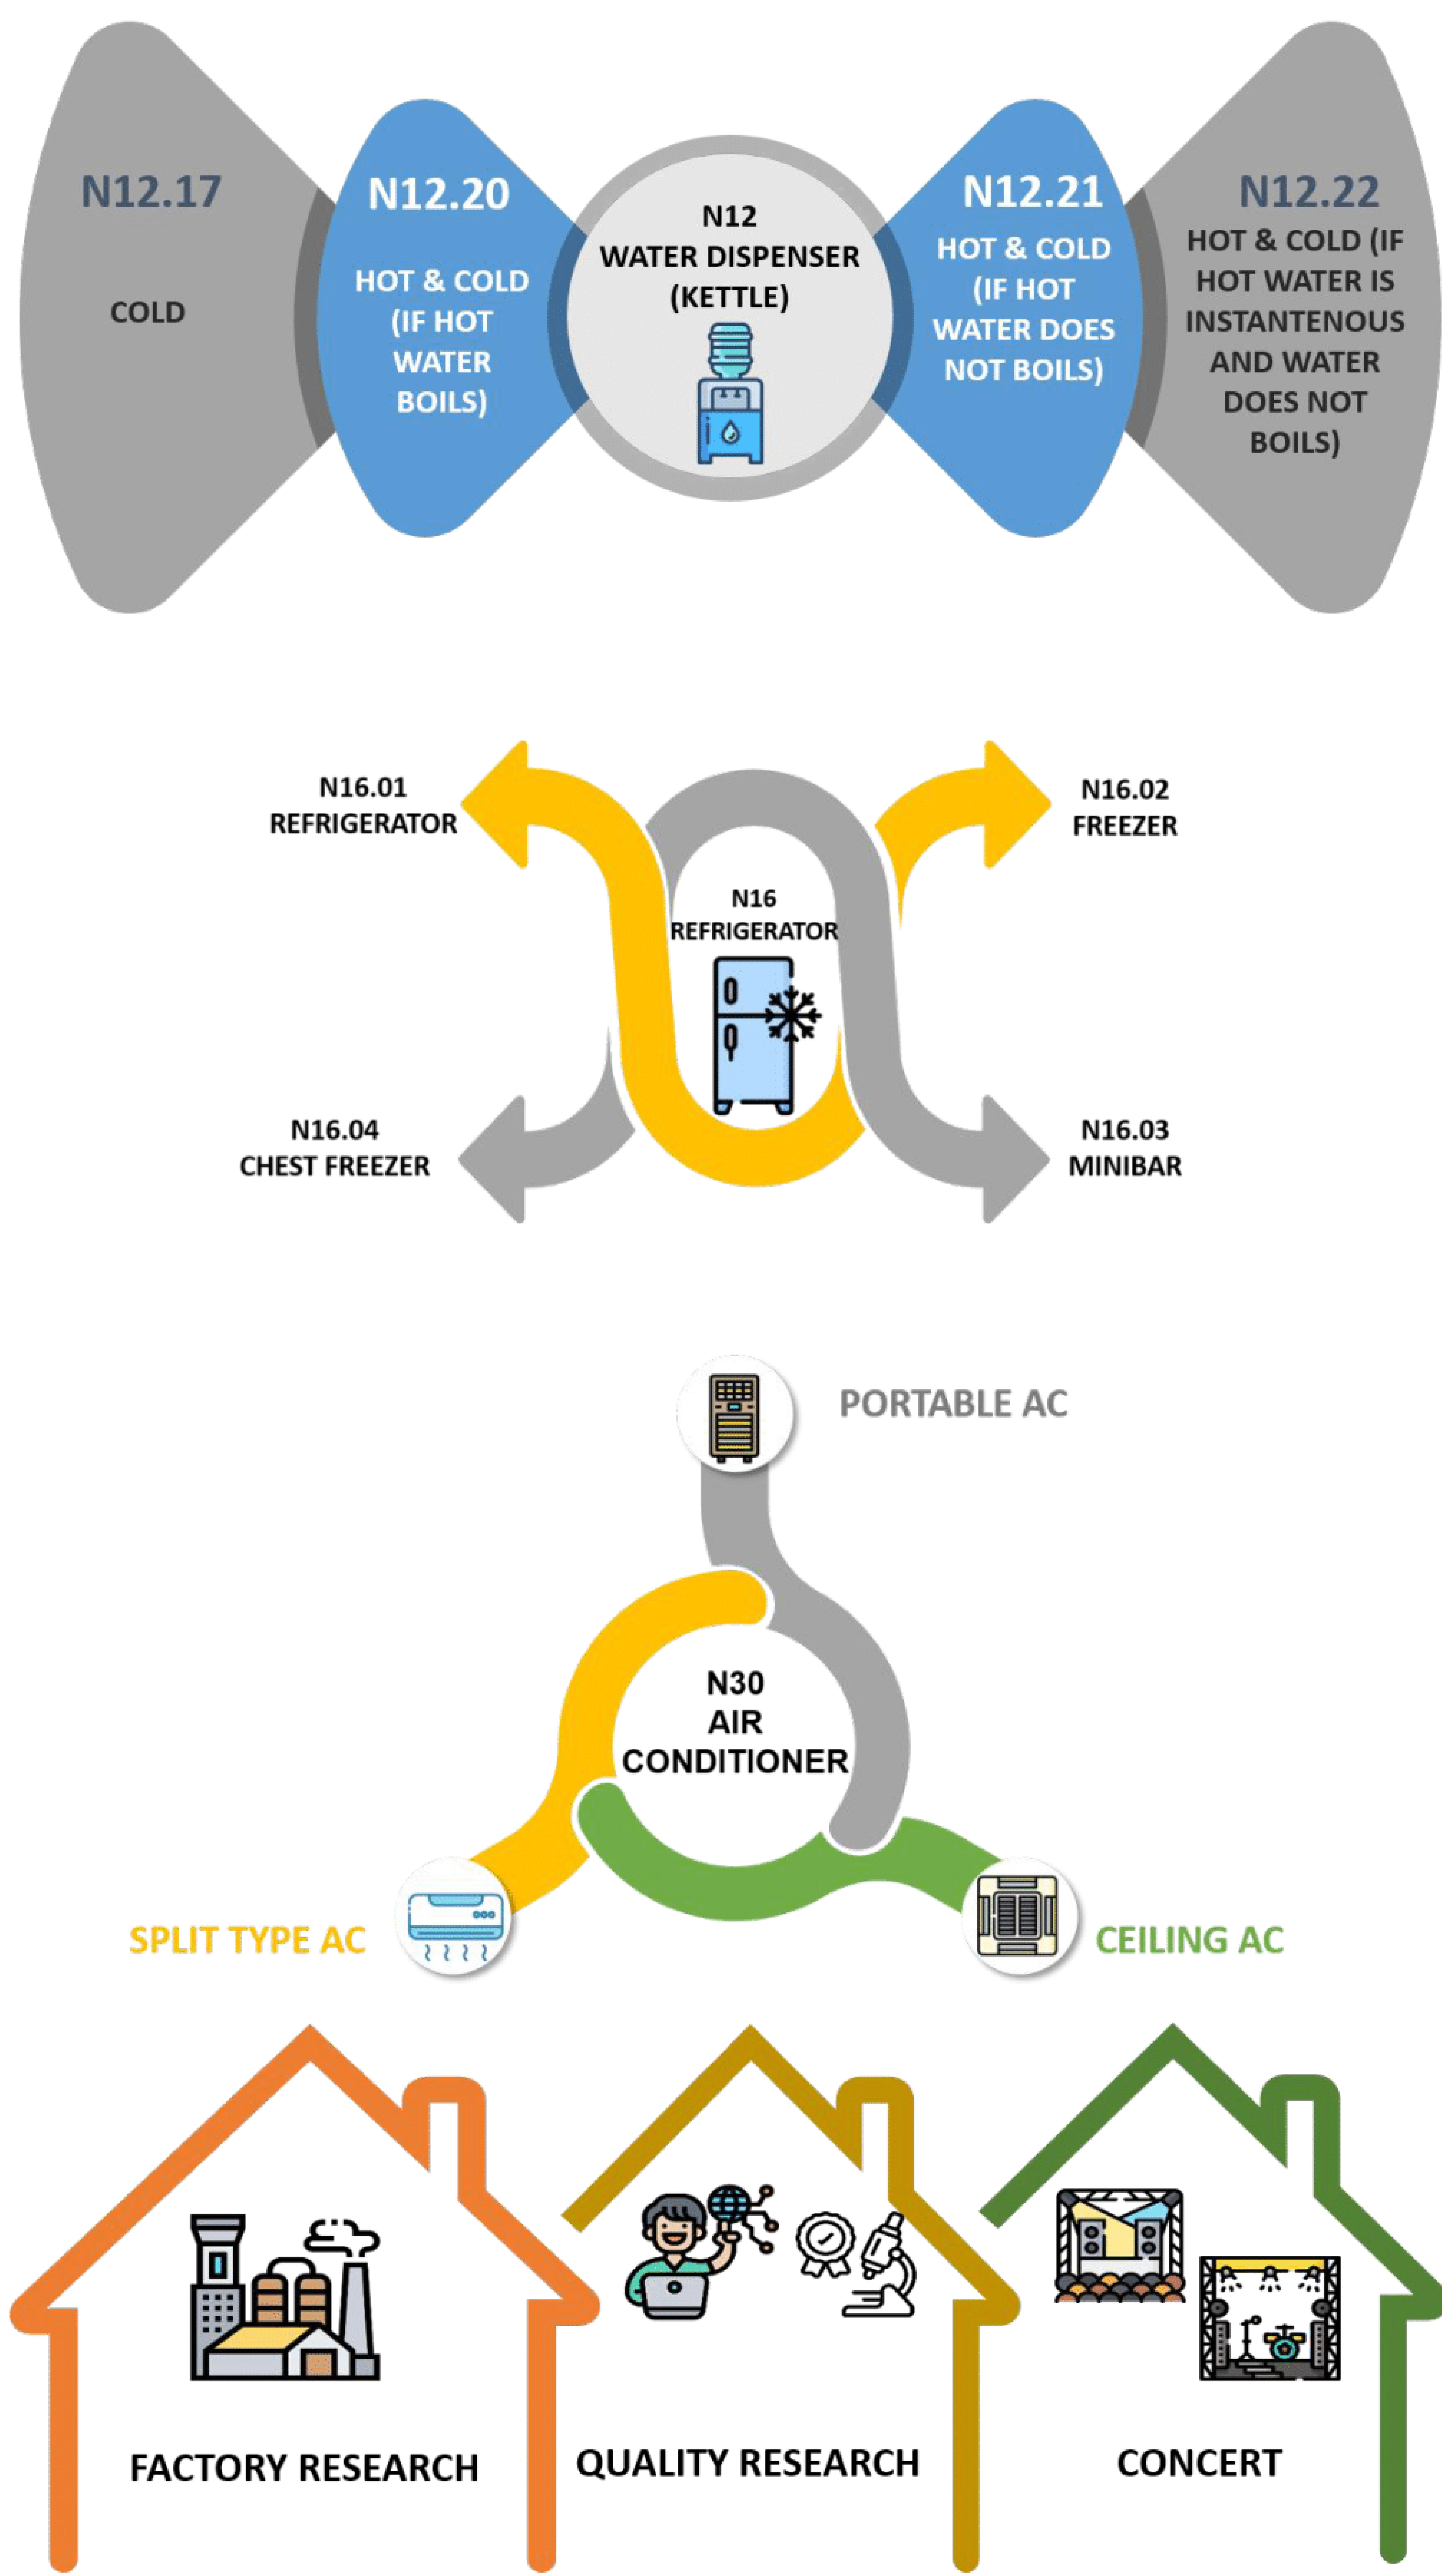 N12.17
COLD
N12.20
HOT & COLD
(IF HOT
WATER
BOILS)
N12
WATER DISPENSER
(KETTLE)
N12.21
HOT & COLD
(IF HOT
WATER DOES
NOT BOILS)
N12.22
HOT & COLD (IF
HOT WATER IS
INSTANTENOUS
AND WATER
DOES NOT
BOILS)
N16.01
REFRIGERATOR
N16.02
FREEZER
N16
REFRIGERATOR
N16.04
CHEST FREEZER
N16.03
MINIBAR
PORTABLE AC
N30
AIR
CONDITIONER
SPLIT TYPE AC
CEILING AC
FACTORY RESEARCH
QUALITY RESEARCH
CONCERT